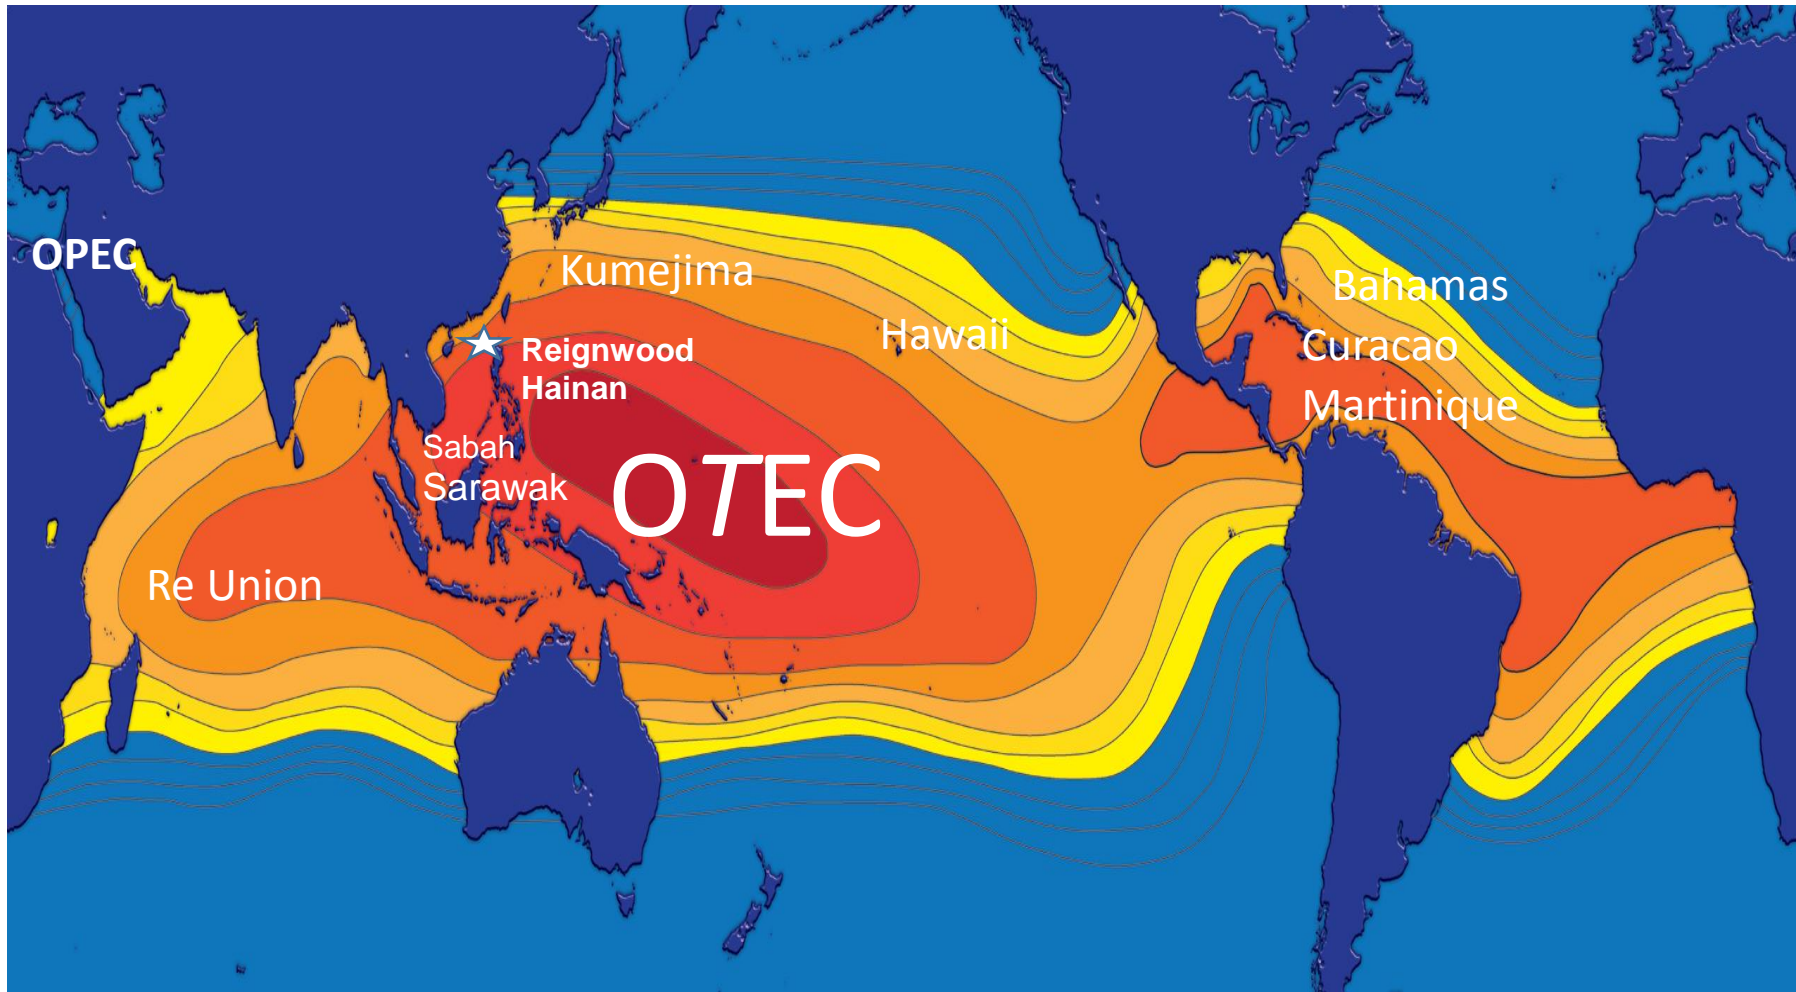 OPEC
Kumejima
Bahamas
Hawaii
Reignwood
Hainan
Curacao
Martinique
Sabah
Sarawak
OTEC
Re Union